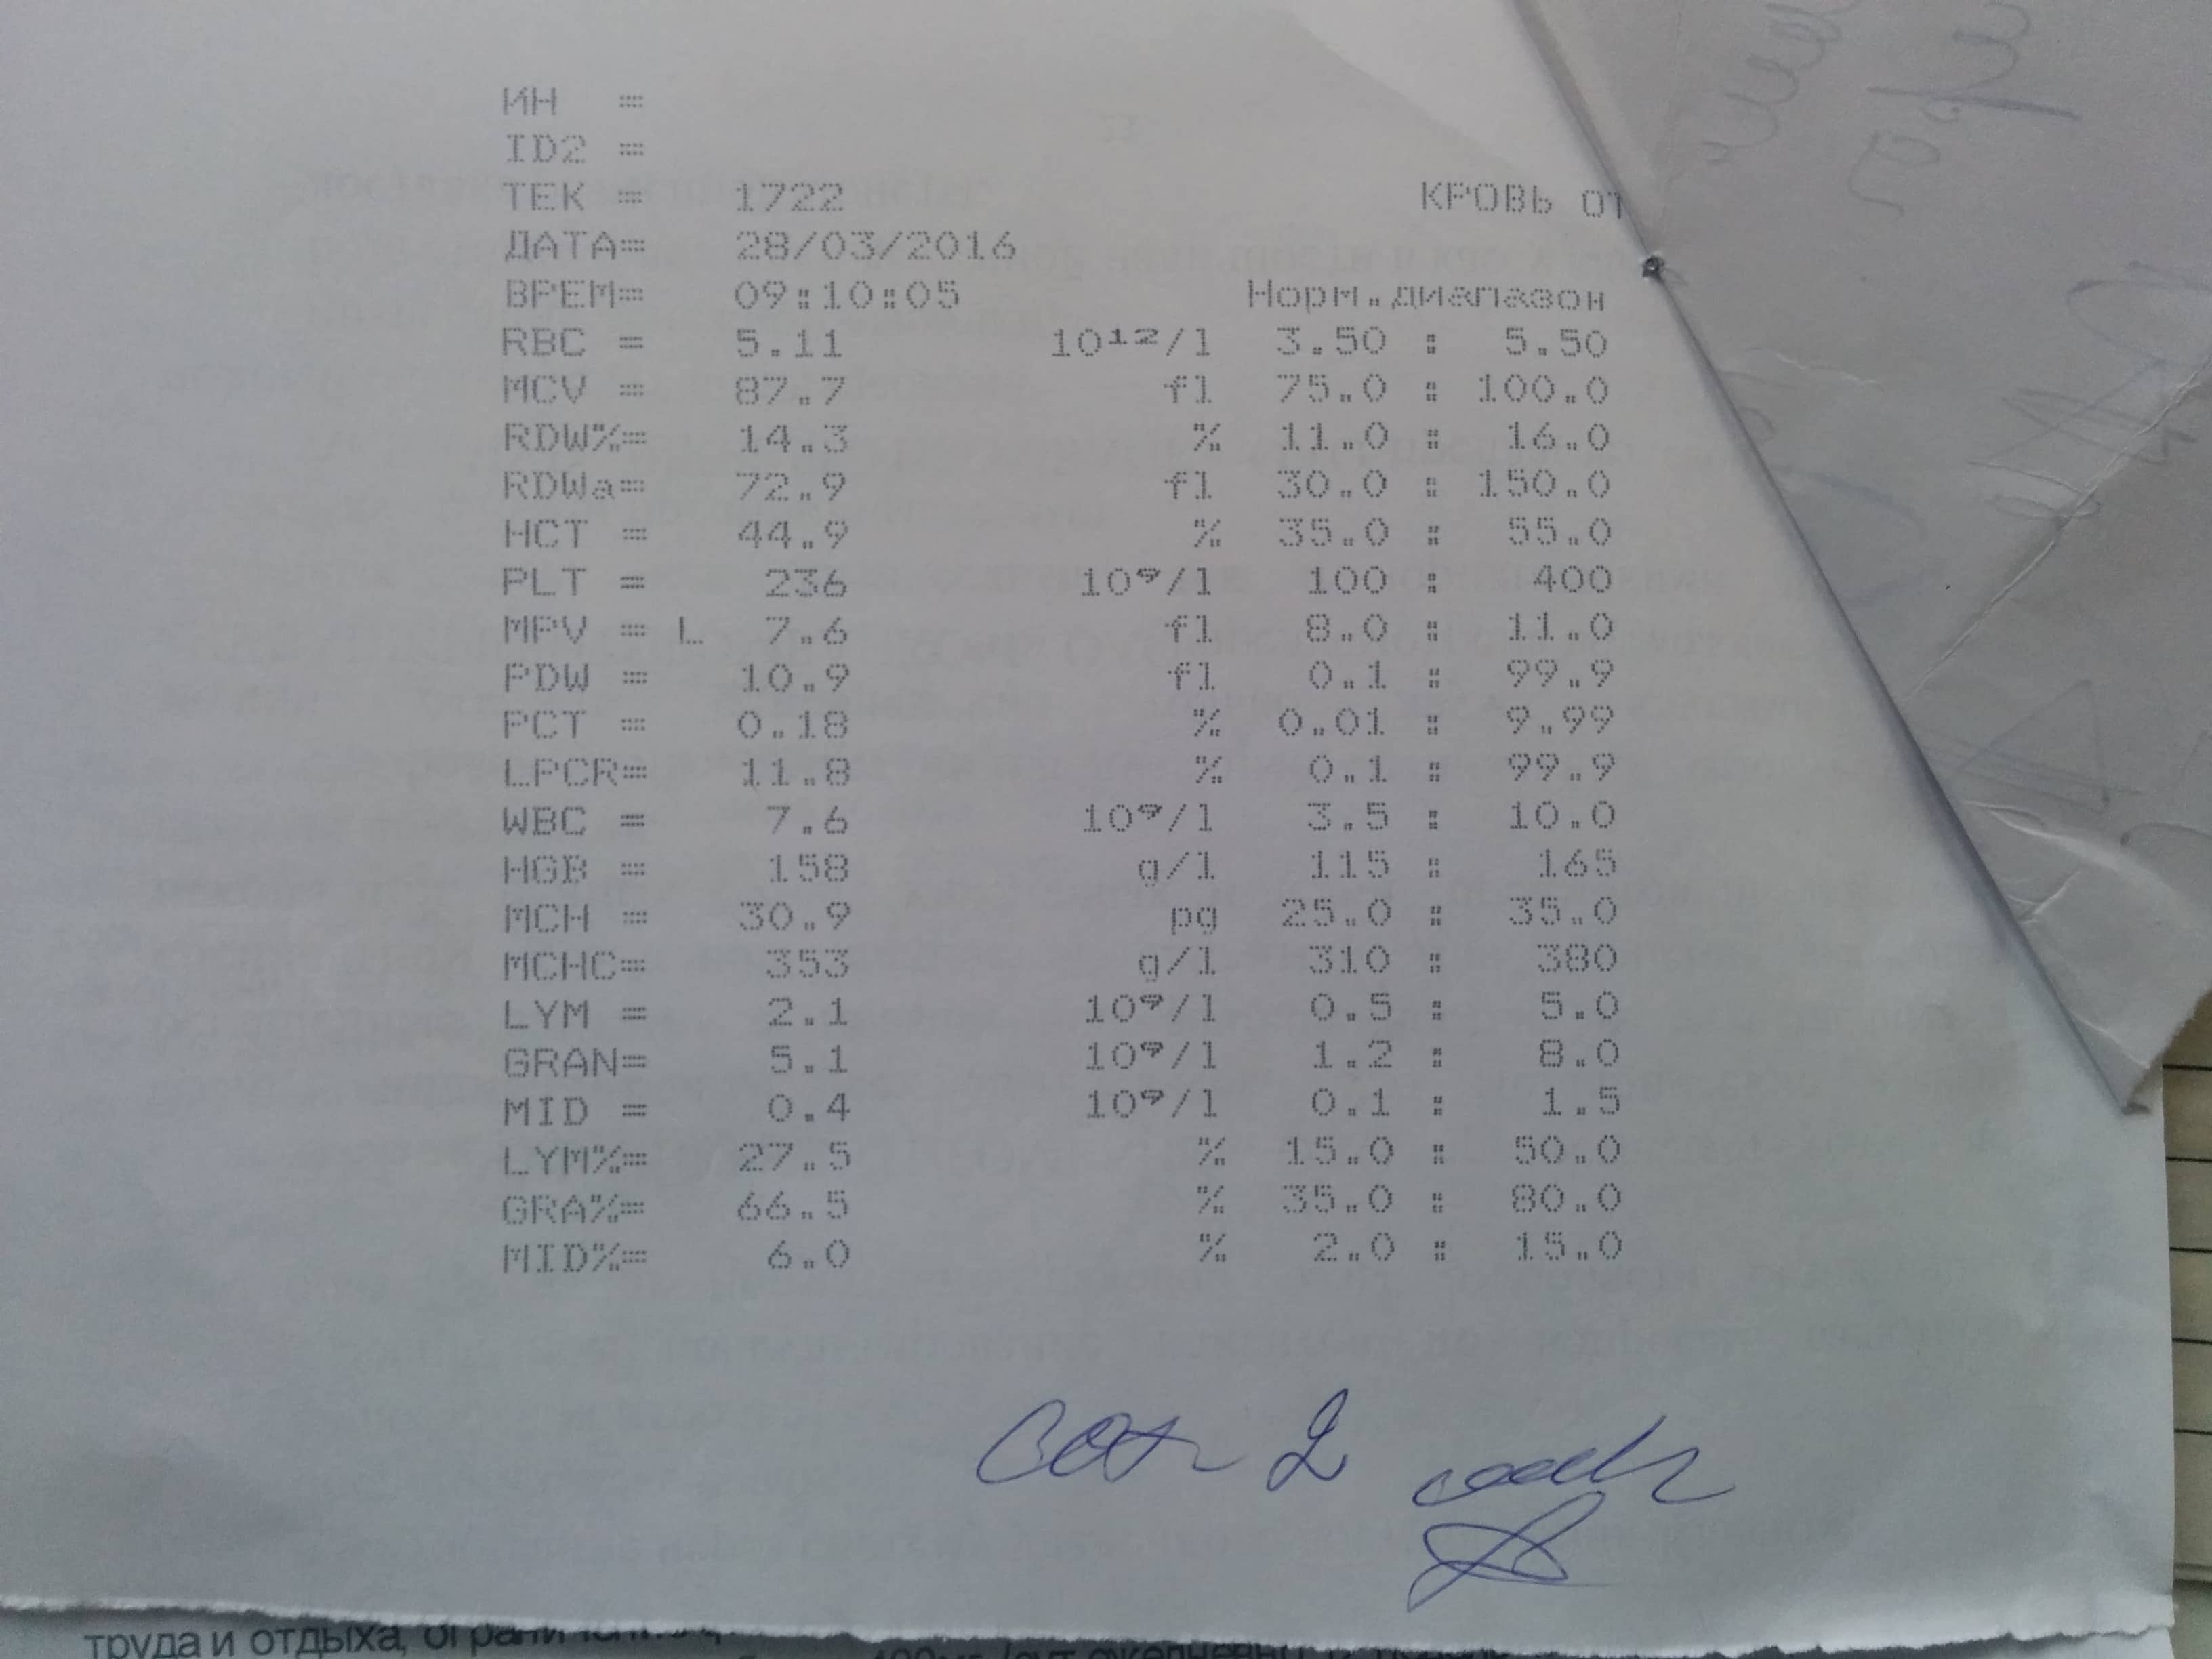 ИН =
ID2 =
ТЕК = 1722 КРОВЬ ОТ
ДАТА= 28/03/2016
ВРЕМ= 09:10:05 Норм.диапазон
RBC = 5.11 10¹²/l 3.50 : 5.50
MCV = 87.7 fl 75.0 : 100.0
RDW%= 14.3 % 11.0 : 16.0
RDWa= 72.9 fl 30.0 : 150.0
HCT = 44.9 % 35.0 : 55.0
PLT = 236 10⁹/l 100 : 400
MPV = L 7.6 fl 8.0 : 11.0
PDW = 10.9 fl 0.1 : 99.9
PCT = 0.18 % 0.01 : 9.99
LPCR= 11.8 % 0.1 : 99.9
WBC = 7.6 10⁹/l 3.5 : 10.0
HGB = 158 g/l 115 : 165
MCH = 30.9 pg 25.0 : 35.0
MCHC= 353 g/l 310 : 380
LYM = 2.1 10⁹/l 0.5 : 5.0
GRAN= 5.1 10⁹/l 1.2 : 8.0
MID = 0.4 10⁹/l 0.1 : 1.5
LYM%= 27.5 % 15.0 : 50.0
GRA%= 66.5 % 35.0 : 80.0
MID%= 6.0 % 2.0 : 15.0
СОЭ 2
труда и отдыха,